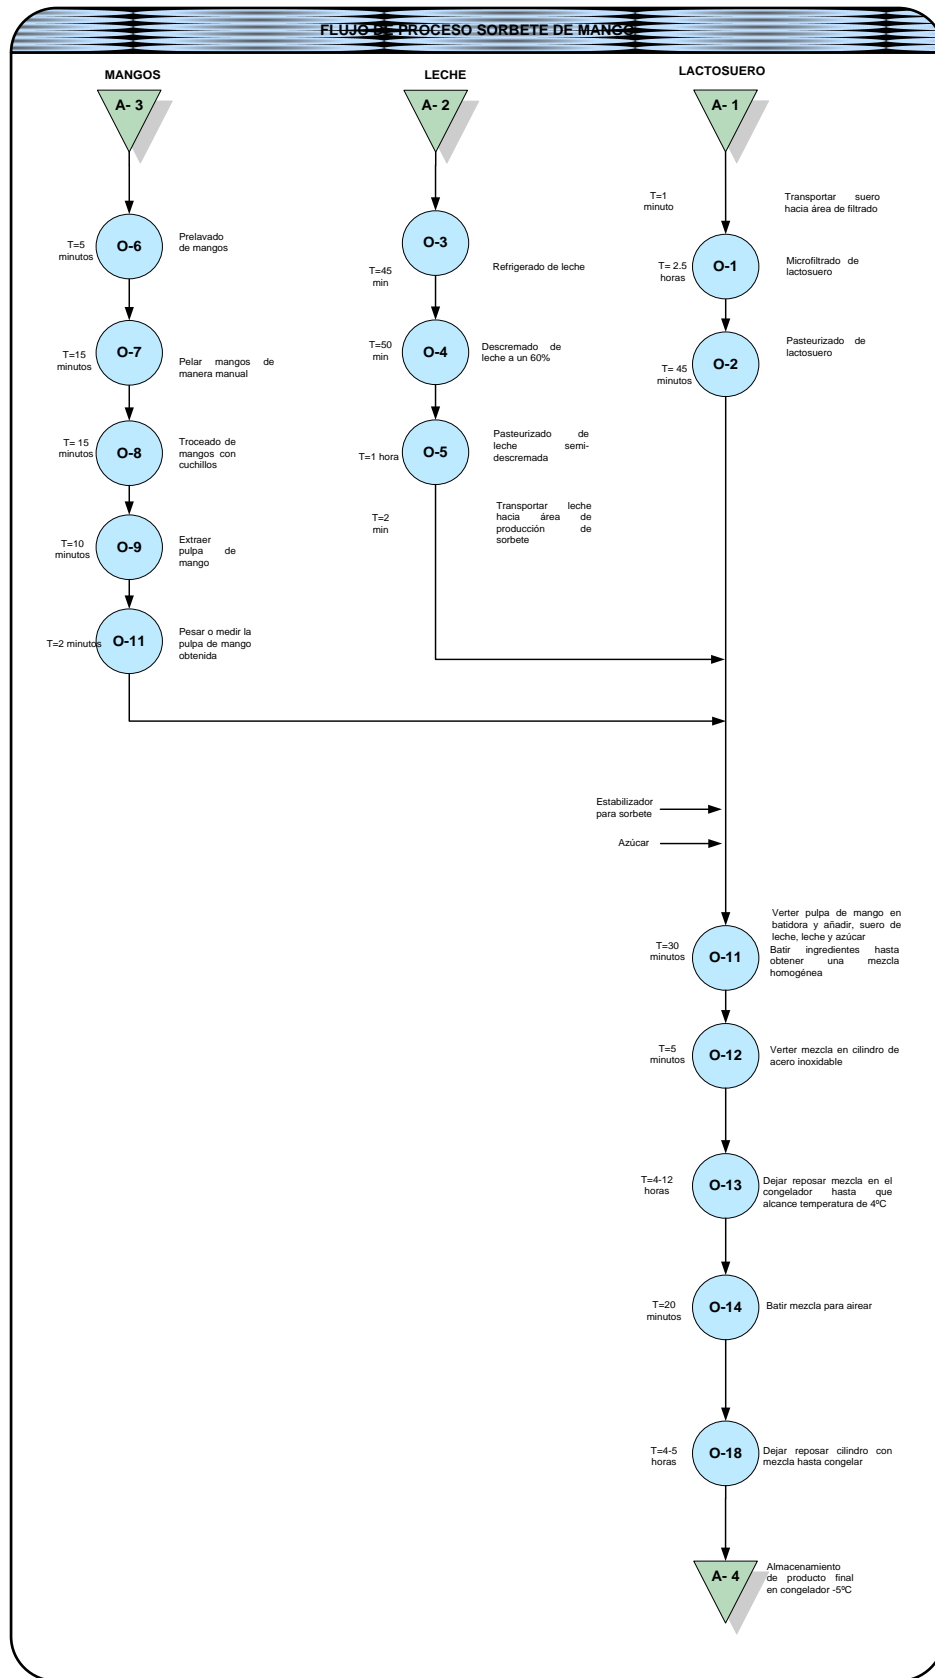 FLUJO DE PROCESO SORBETE DE MANGO
MANGOS
A- 3
T=5
minutos
O-6
Prelavado
de mangos
T=15
minutos
O-7
Pelar mangos de
manera manual
T= 15
minutos
O-8
Troceado de
mangos con
cuchillos
T=10
minutos
O-9
Extraer
pulpa de
mango
T=2 minutos
O-11
Pesar o medir la
pulpa de mango
obtenida
LECHE
A- 2
O-3
T=45
min
Refrigerado de leche
T=50
min
O-4
Descremado de
leche a un 60%
T=1 hora
O-5
Pasteurizado de
leche semi-
descremada
T=2
min
Transportar leche
hacia área de
producción de
sorbete
LACTOSUERO
A- 1
T=1
minuto
Transportar suero
hacia área de filtrado
T= 2.5
horas
O-1
Microfiltrado de
lactosuero
T= 45
minutos
O-2
Pasteurizado de
lactosuero
Estabilizador
para sorbete
Azúcar
T=30
minutos
O-11
Verter pulpa de mango en
batidora y añadir, suero de
leche, leche y azúcar
Batir ingredientes hasta
obtener una mezcla
homogénea
T=5
minutos
O-12
Verter mezcla en cilindro de
acero inoxidable
T=4-12
horas
O-13
Dejar reposar mezcla en el
congelador hasta que
alcance temperatura de 4ºC
T=20
minutos
O-14
Batir mezcla para airear
T=4-5
horas
O-18
Dejar reposar cilindro con
mezcla hasta congelar
A- 4
Almacenamiento
de producto final
en congelador -5ºC